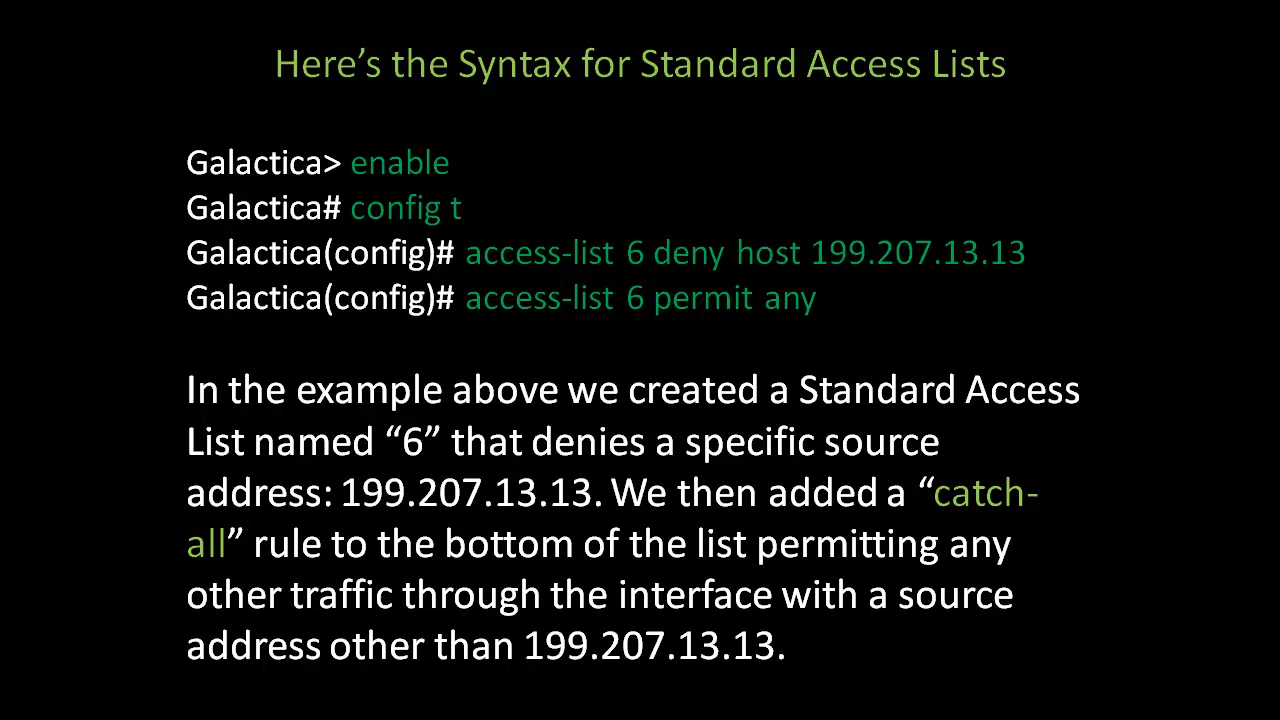 Here’s the Syntax for Standard Access Lists
Galactica> enable
Galactica# config t
Galactica(config)# access-list 6 deny host 199.207.13.13
Galactica(config)# access-list 6 permit any
In the example above we created a Standard Access
List named “6” that denies a specific source
address: 199.207.13.13. We then added a “catch-
all” rule to the bottom of the list permitting any
other traffic through the interface with a source
address other than 199.207.13.13.